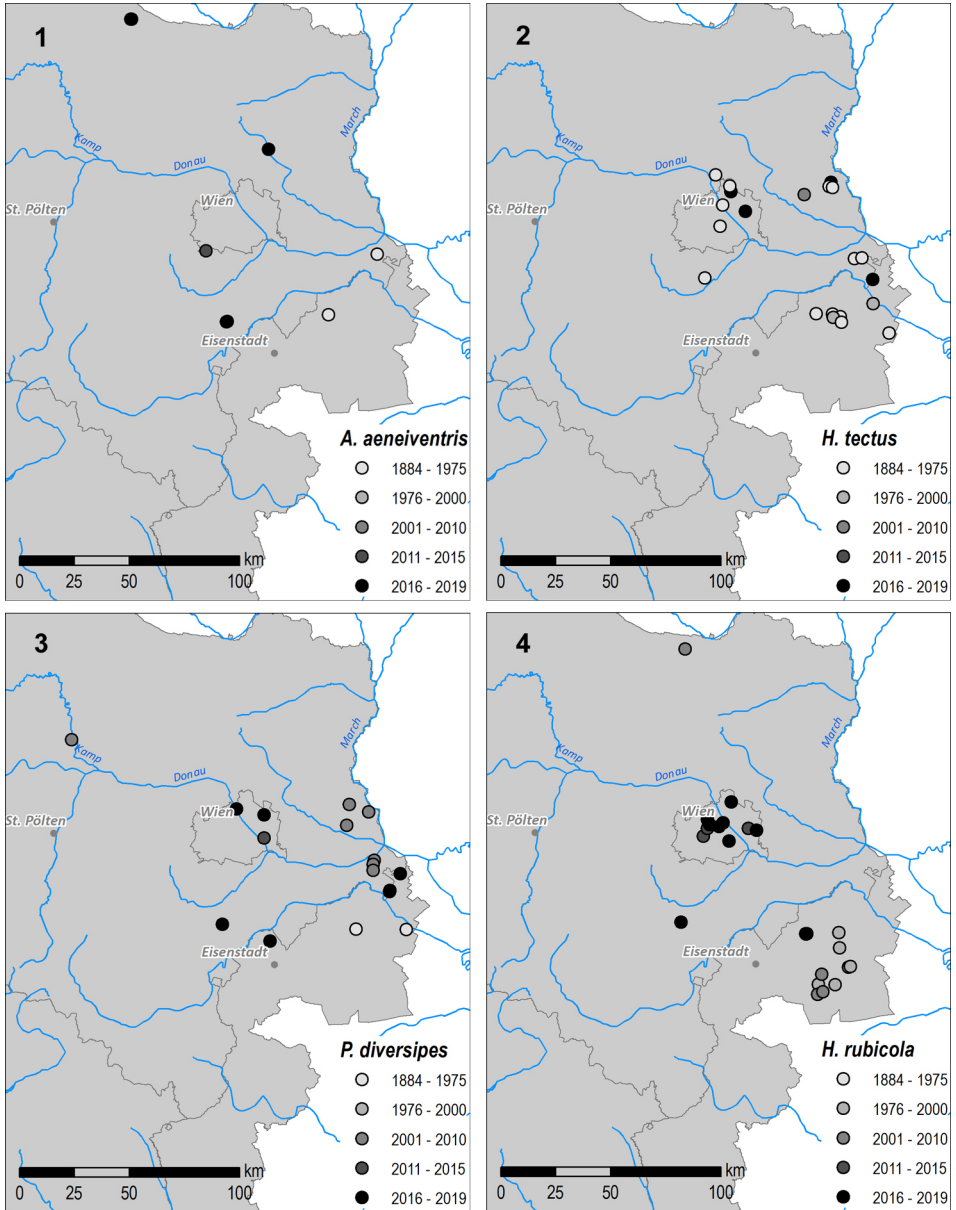 1
Kamp
Donau
March
Wien
St. Pölten
Eisenstadt
A. aeneiventris
1884 - 1975
1976 - 2000
2001 - 2010
2011 - 2015
2016 - 2019
km
0 25 50 100
2
Kamp
Donau
March
Wien
St. Pölten
Eisenstadt
H. tectus
1884 - 1975
1976 - 2000
2001 - 2010
2011 - 2015
2016 - 2019
km
0 25 50 100
3
Kamp
Donau
March
Wien
St. Pölten
Eisenstadt
P. diversipes
1884 - 1975
1976 - 2000
2001 - 2010
2011 - 2015
2016 - 2019
km
0 25 50 100
4
Kamp
Donau
March
Wien
St. Pölten
Eisenstadt
H. rubicola
1884 - 1975
1976 - 2000
2001 - 2010
2011 - 2015
2016 - 2019
km
0 25 50 100